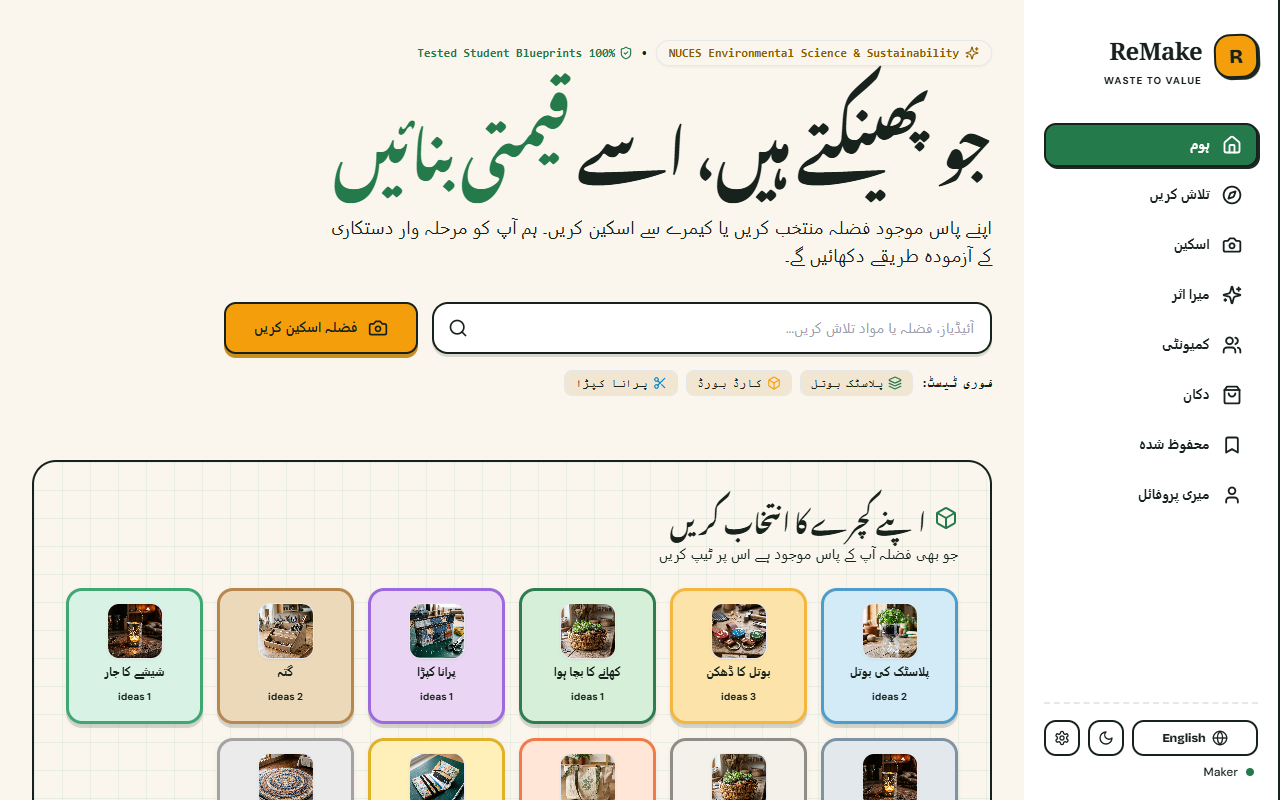 R
ReMake
WASTE TO VALUE
ہوم
تلاش کریں
اسکین
میرا اثر
کمیونٹی
دکان
محفوظ شدہ
میری پروفائل
English
Maker
NUCES Environmental Science & Sustainability • Tested Student Blueprints 100%
جو پھینکتے ہیں، اسے قیمتی بنائیں
اپنے پاس موجود فضلہ منتخب کریں یا کیمرے سے اسکین کریں۔ ہم آپ کو مرحلہ وار دستکاری
کے آزمودہ طریقے دکھائیں گے۔
آئیڈیاز، فضلہ یا مواد تلاش کریں...
فضلہ اسکین کریں
فوری ٹیسٹ: پلاسٹک بوتل کارڈ بورڈ پرانا کپڑا
اپنے کچرے کا انتخاب کریں
جو بھی فضلہ آپ کے پاس موجود ہے اس پر ٹیپ کریں
پلاسٹک کی بوتل
ideas 2
بوتل کا ڈھکن
ideas 3
کھانے کا بچا ہوا
ideas 1
پرانا کپڑا
ideas 1
گتہ
ideas 2
شیشے کا جار
ideas 1